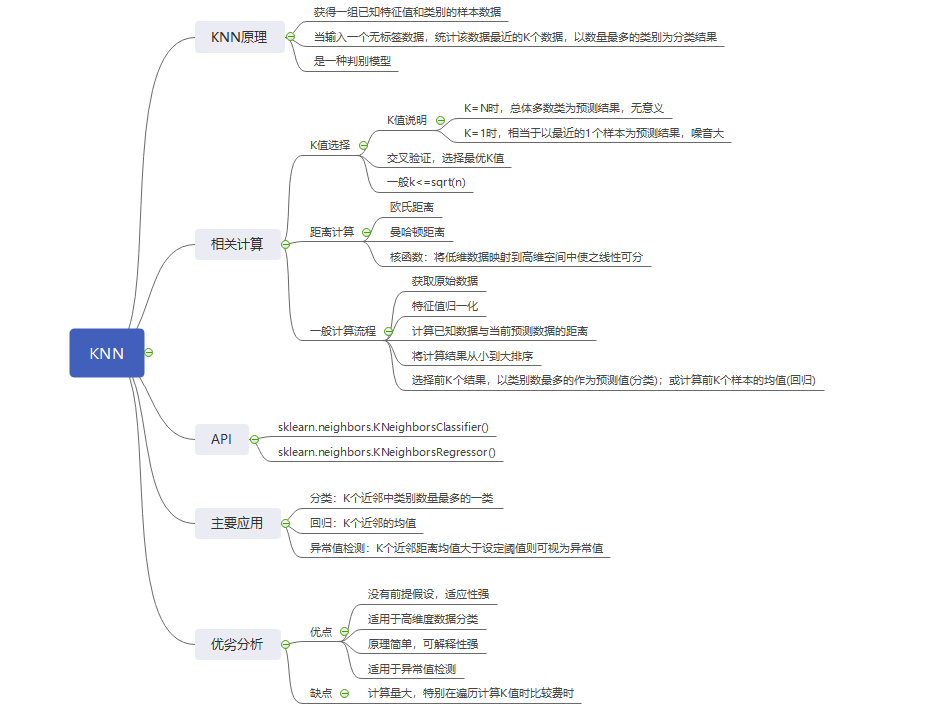 KNN
KNN原理
获得一组已知特征值和类别的样本数据
当输入一个无标签数据，统计该数据最近的K个数据，以数量最多的类别为分类结果
是一种判别模型
相关计算
K值选择
K值说明
K=N时，总体多数类为预测结果，无意义
K=1时，相当于以最近的1个样本为预测结果，噪音大
交叉验证，选择最优K值
一般k<=sqrt(n)
距离计算
欧氏距离
曼哈顿距离
核函数：将低维数据映射到高维空间中使之线性可分
一般计算流程
获取原始数据
特征值归一化
计算已知数据与当前预测数据的距离
将计算结果从小到大排序
选择前K个结果，以类别数量最多的作为预测值(分类)；或计算前K个样本的均值(回归)
API
sklearn.neighbors.KNeighborsClassifier()
sklearn.neighbors.KNeighborsRegressor()
主要应用
分类：K个近邻中类别数量最多的一类
回归：K个近邻的均值
异常值检测：K个近邻距离均值大于设定阈值则可视为异常值
优劣分析
优点
没有前提假设，适应性强
适用于高维度数据分类
原理简单，可解释性强
适用于异常值检测
缺点
计算量大，特别在遍历计算K值时比较费时